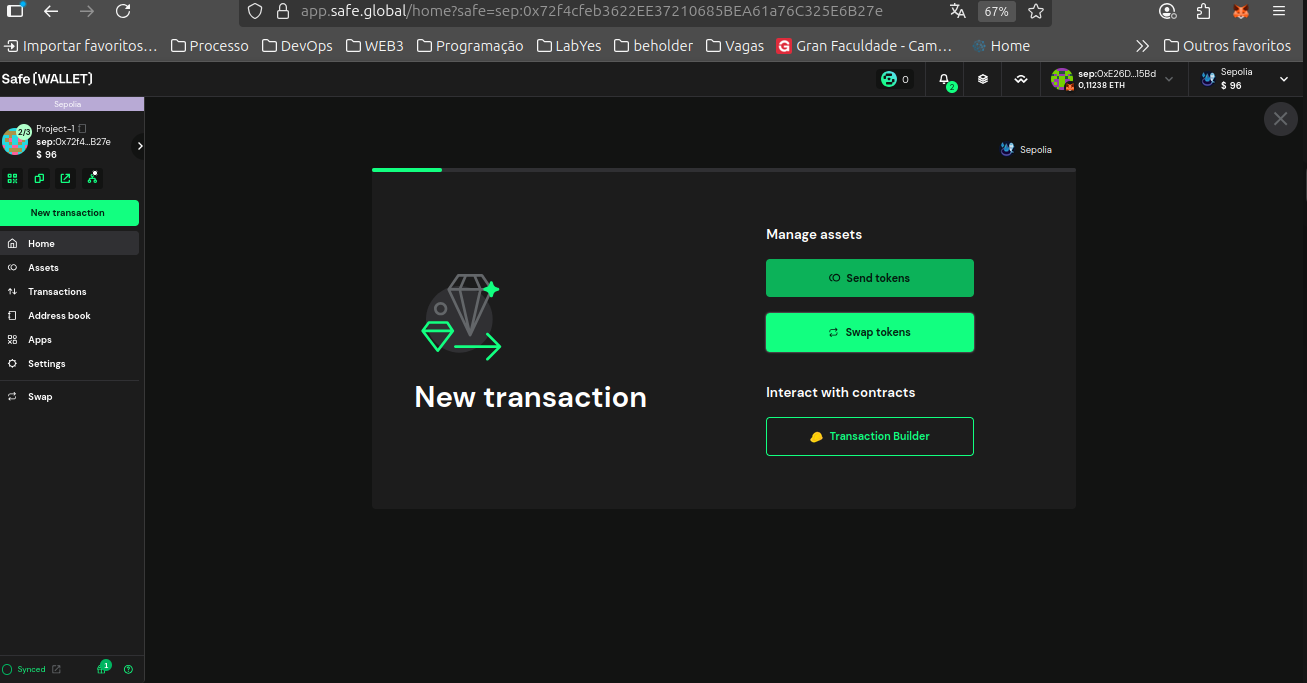 app.safe.global/home?safe=sep:0x72f4cfeb3622EE37210685BEA61a76C325E6B27e
67%
Importar favoritos… Processo DevOps WEB3 Programação LabYes beholder Vagas Gran Faculdade - Cam… Home Outros favoritos
Safe{WALLET}
0
2
sep:0xE26D...15Bd
0,11238 ETH
Sepolia
$ 96
Sepolia
2/3
Project-1
sep:0x72f4...B27e
$ 96
New transaction
Home
Assets
Transactions
Address book
Apps
Settings
Swap
Synced
1
Sepolia
New transaction
Manage assets
Send tokens
Swap tokens
Interact with contracts
Transaction Builder